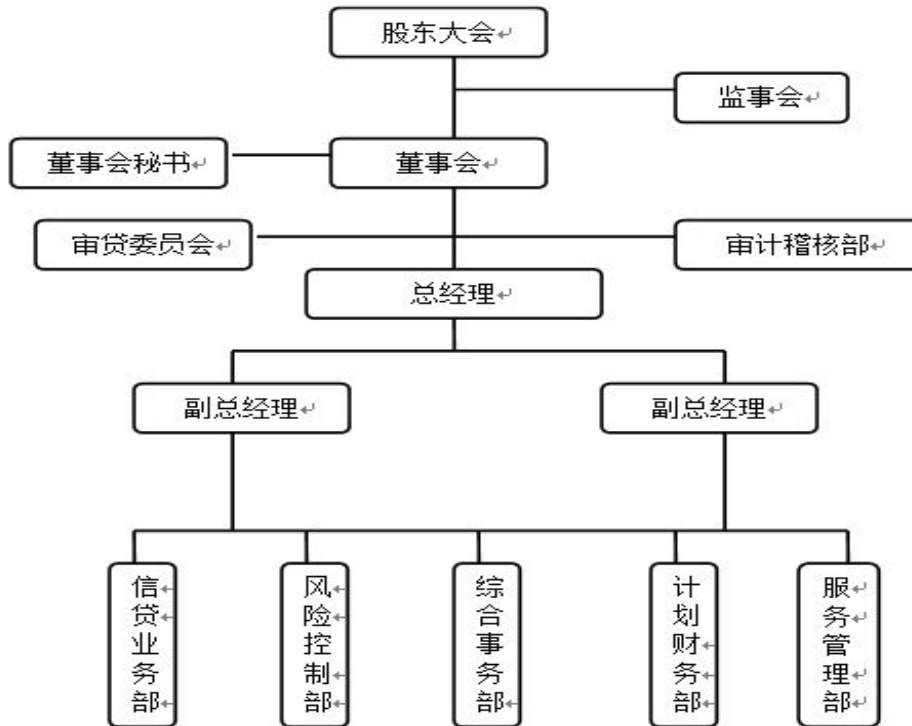 股东大会
监事会
董事会秘书
董事会
审贷委员会
审计稽核部
总经理
副总经理
副总经理
信贷业务部
风险控制部
综合事务部
计划财务部
服务管理部